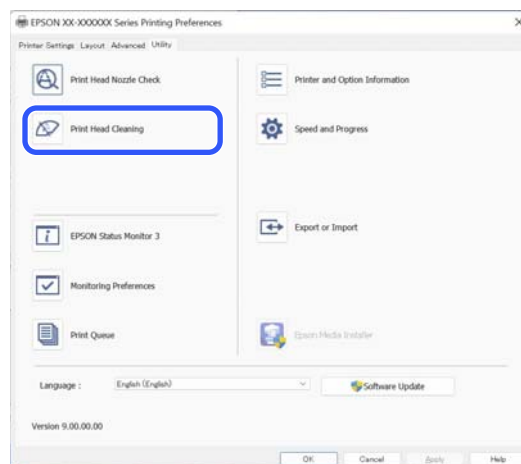 EPSON XX-XXXXXX Series Printing Preferences
Printer Settings Layout Advanced Utility
Print Head Nozzle Check
Printer and Option Information
Print Head Cleaning
Speed and Progress
EPSON Status Monitor 3
Export or Import
Monitoring Preferences
Print Queue
Epson Media Installer
Language :
English (English)
Software Update
Version 9.00.00.00
OK Cancel Apply Help